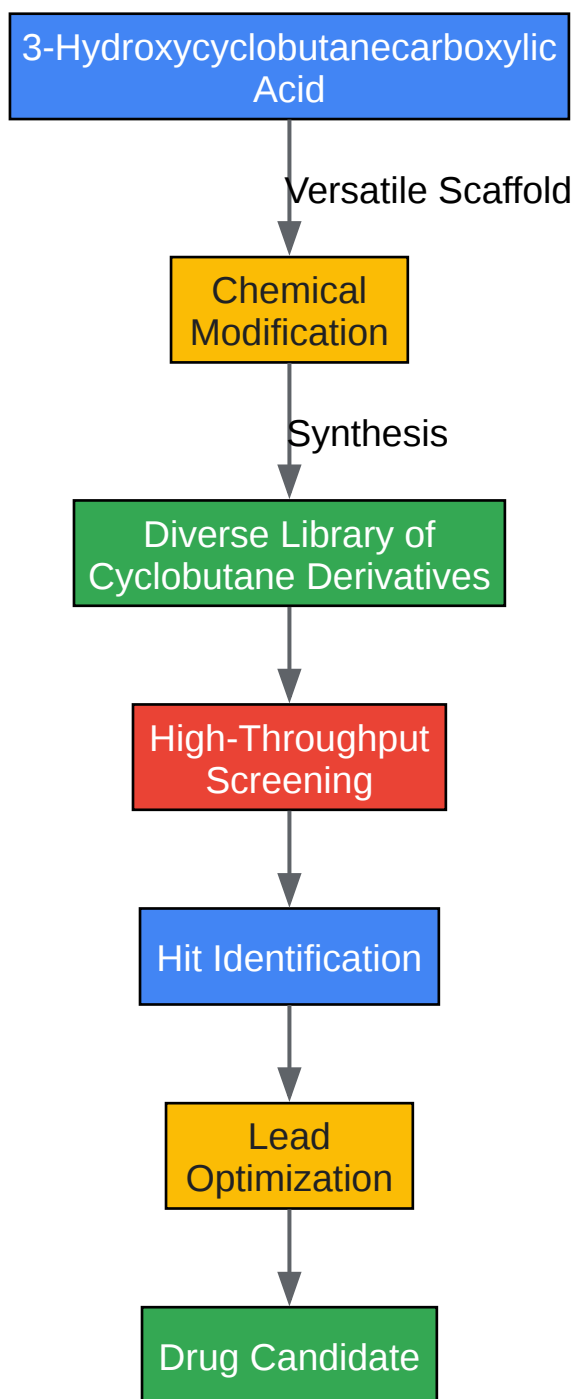 3-Hydroxycyclobutanecarboxylic
Acid
Versatile Scaffold
Chemical
Modification
Synthesis
Diverse Library of
Cyclobutane Derivatives
High-Throughput
Screening
Hit Identification
Lead
Optimization
Drug Candidate